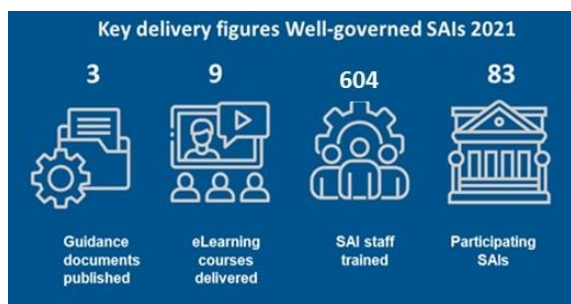 Key delivery figures Well-governed SAIs 2021
3
9
604
83
Guidance
documents
published
eLearning
courses
delivered
SAI staff
trained
Participating
SAIs